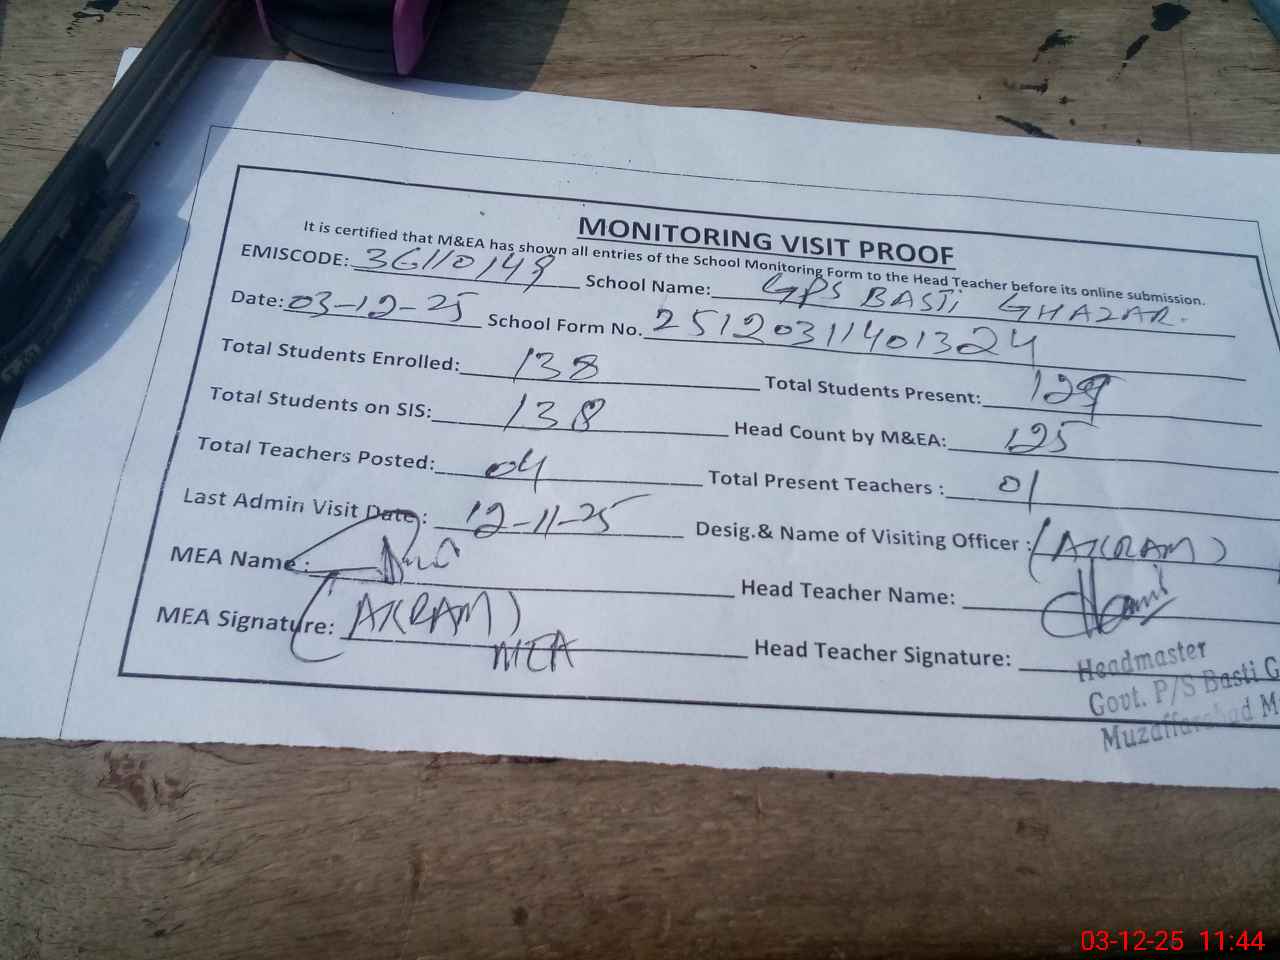 MONITORING VISIT PROOF
It is certified that M&EA has shown all entries of the School Monitoring Form to the Head Teacher before its online submission.
EMISCODE: 36110149 School Name: GPS BASTI GHAZAR.
Date: 03-12-25 School Form No. 25120311401324
Total Students Enrolled: 138 Total Students Present:
Total Students on SIS: 138 Head Count by M&EA: 125
Total Teachers Posted: 04 Total Present Teachers : 01
Last Admin Visit Date : 12-11-25 Desig.& Name of Visiting Officer : (AKRAM)
MEA Name : Head Teacher Name:
MEA Signature: (AKRAM) Head Teacher Signature:
MEA
Headmaster
Govt. P/S Basti G
Muzaffarabad M
03-12-25 11:44